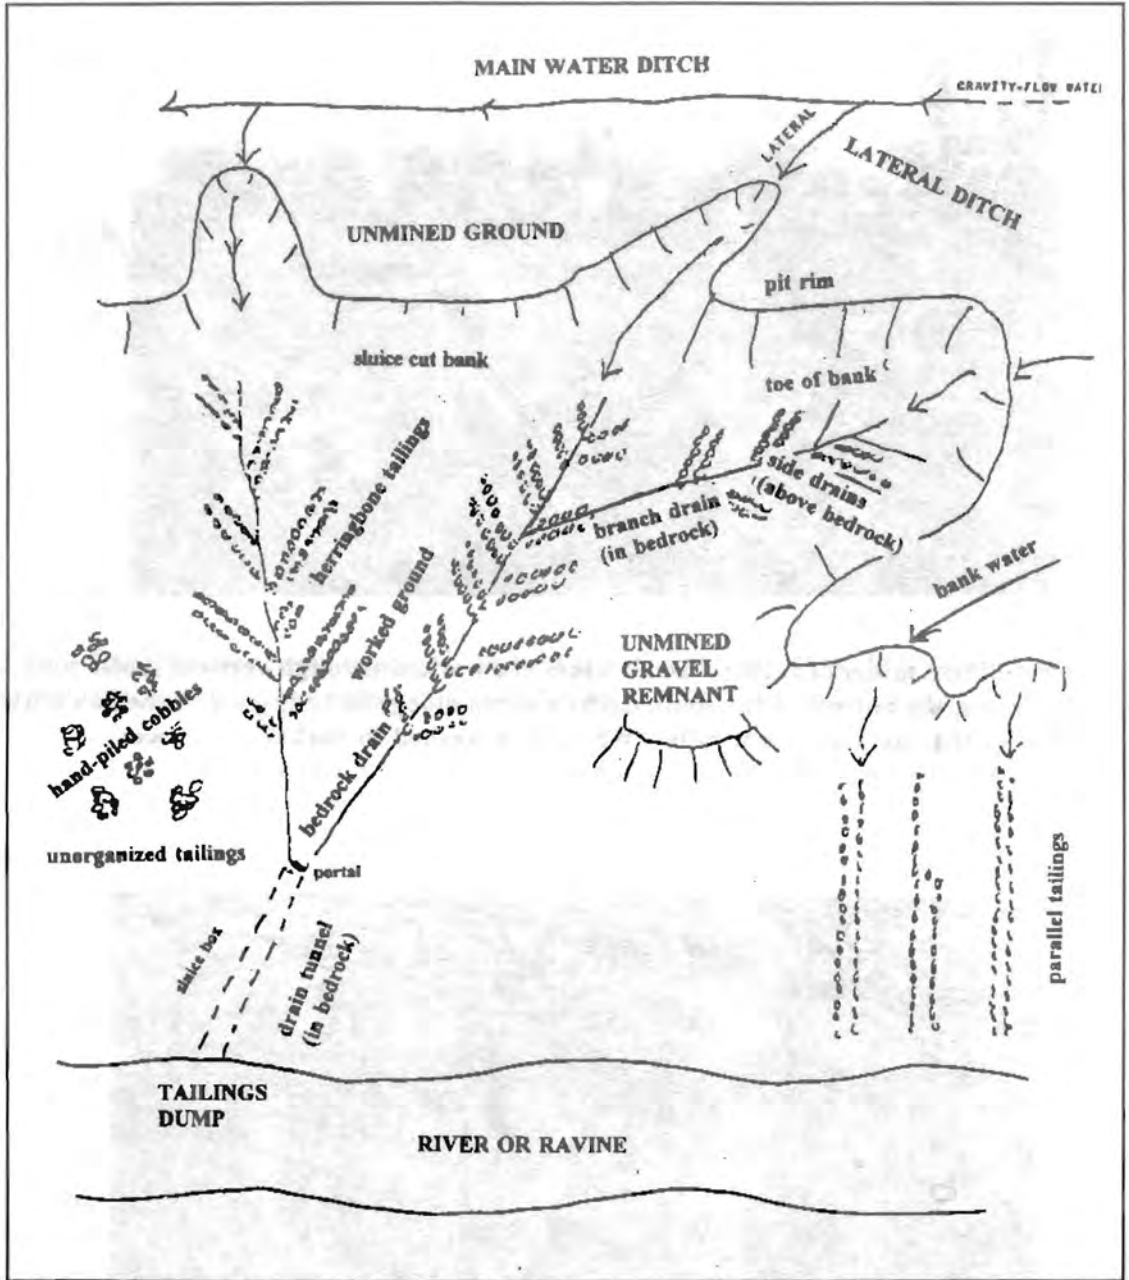 MAIN WATER DITCH
GRAVITY-FLOW WATE
LATERAL
LATERAL DITCH
UNMINED GROUND
pit rim
sluice cut bank
toe of bank
herringbone tailings
side drains
(above bedrock)
branch drain
(in bedrock)
worked ground
bank water
UNMINED
GRAVEL
REMNANT
hand-piled cobbles
bedrock drain
unorganized tailings
portal
parallel tailings
sluice box
drain tunnel
(in bedrock)
TAILINGS
DUMP
RIVER OR RAVINE